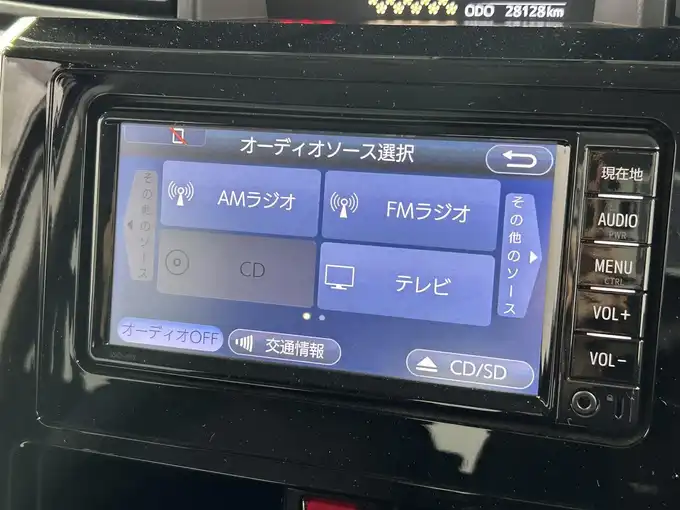 ODO 28128km
オーディオソース選択
その他のソース
AMラジオ
FMラジオ
CD
テレビ
その他のソース
オーディオOFF
交通情報
CD/SD
現在地
AUDIO
PWR
MENU
CTRL
VOL+
VOL-